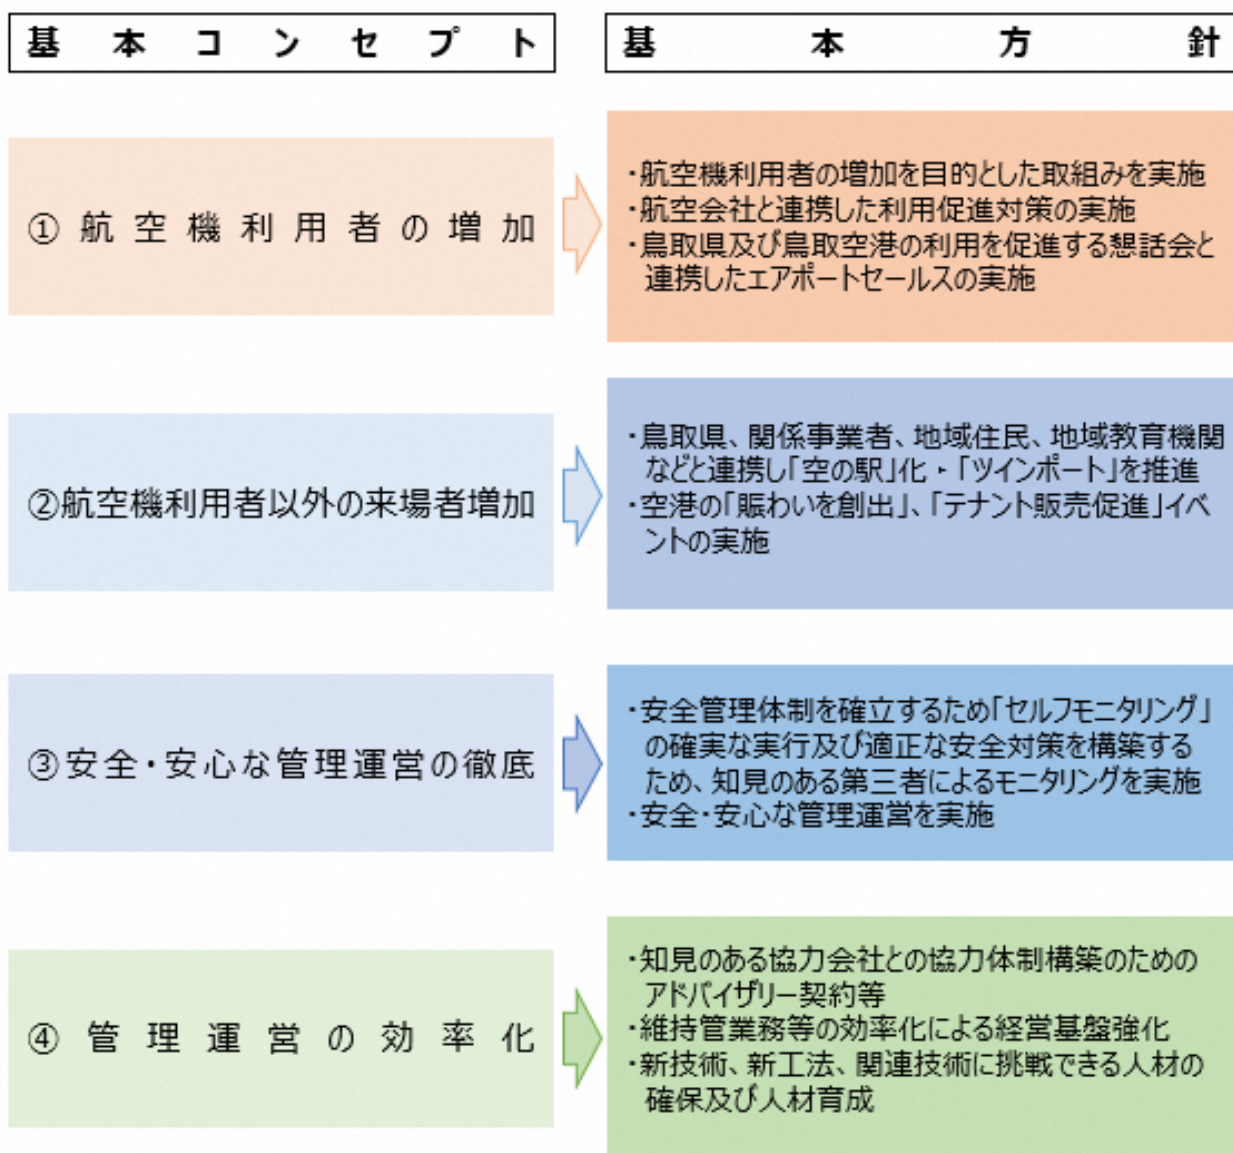 基本コンセプト
基本方針
①航空機利用者の増加
・航空機利用者の増加を目的とした取組みを実施
・航空会社と連携した利用促進対策の実施
・鳥取県及び鳥取空港の利用を促進する懇話会と
連携したエアポートセールスの実施
②航空機利用者以外の来場者増加
・鳥取県、関係事業者、地域住民、地域教育機関
などと連携し「空の駅」化・「ツインポート」を推進
・空港の「賑わいを創出」、「テナント販売促進」イベ
ントの実施
③安全・安心な管理運営の徹底
・安全管理体制を確立するため「セルフモニタリング」
の確実な実行及び適正な安全対策を構築する
ため、知見のある第三者によるモニタリングを実施
・安全・安心な管理運営を実施
④管理運営の効率化
・知見のある協力会社との協力体制構築のための
アドバイザリー契約等
・維持管業務等の効率化による経営基盤強化
・新技術、新工法、関連技術に挑戦できる人材の
確保及び人材育成